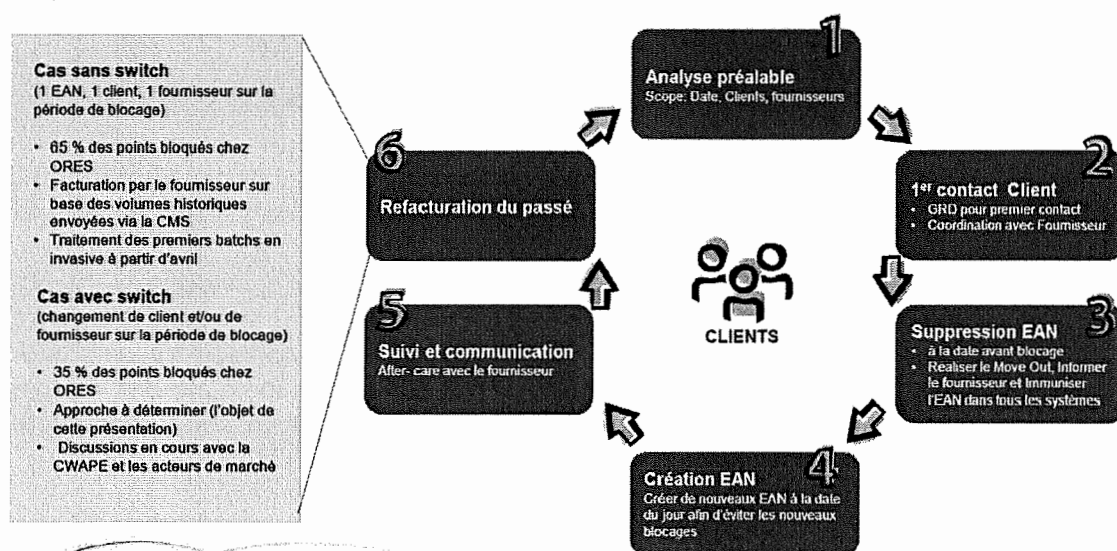 Cas sans switch
(1 EAN, 1 client, 1 fournisseur sur la
période de blocage)
• 65 % des points bloqués chez
ORES
• Facturation par le fournisseur sur
base des volumes historiques
envoyées via la CMS
• Traitement des premiers batchs en
invasive à partir d'avril
Cas avec switch
(changement de client et/ou de
fournisseur sur la période de blocage)
• 35 % des points bloqués chez
ORES
• Approche à déterminer (l'objet de
cette présentation)
• Discussions en cours avec la
CWAPE et les acteurs de marché
1
Analyse préalable
Scope: Date, Clients, fournisseurs
2
1er contact Client
• GRD pour premier contact
• Coordination avec Fournisseur
3
Suppression EAN
• à la date avant blocage
• Realiser le Move Out, Informer
le fournisseur et Immuniser
l'EAN dans tous les systèmes
4
Création EAN
Créer de nouveaux EAN à la date
du jour afin d'éviter les nouveaux
blocages
5
Suivi et communication
After- care avec le fournisseur
6
Refacturation du passé
CLIENTS